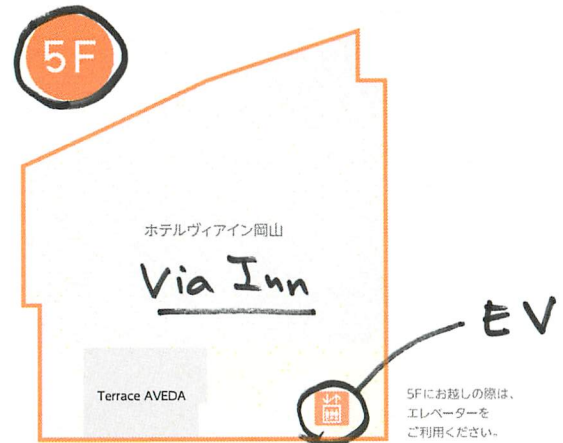 5F
ホテルヴィアイン岡山
Via Inn
EV
Terrace AVEDA
5Fにお越しの際は、
エレベーターを
ご利用ください。